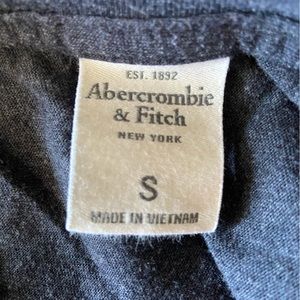 EST. 1892
Abercrombie
& Fitch
NEW YORK
S
MADE IN VIETNAM